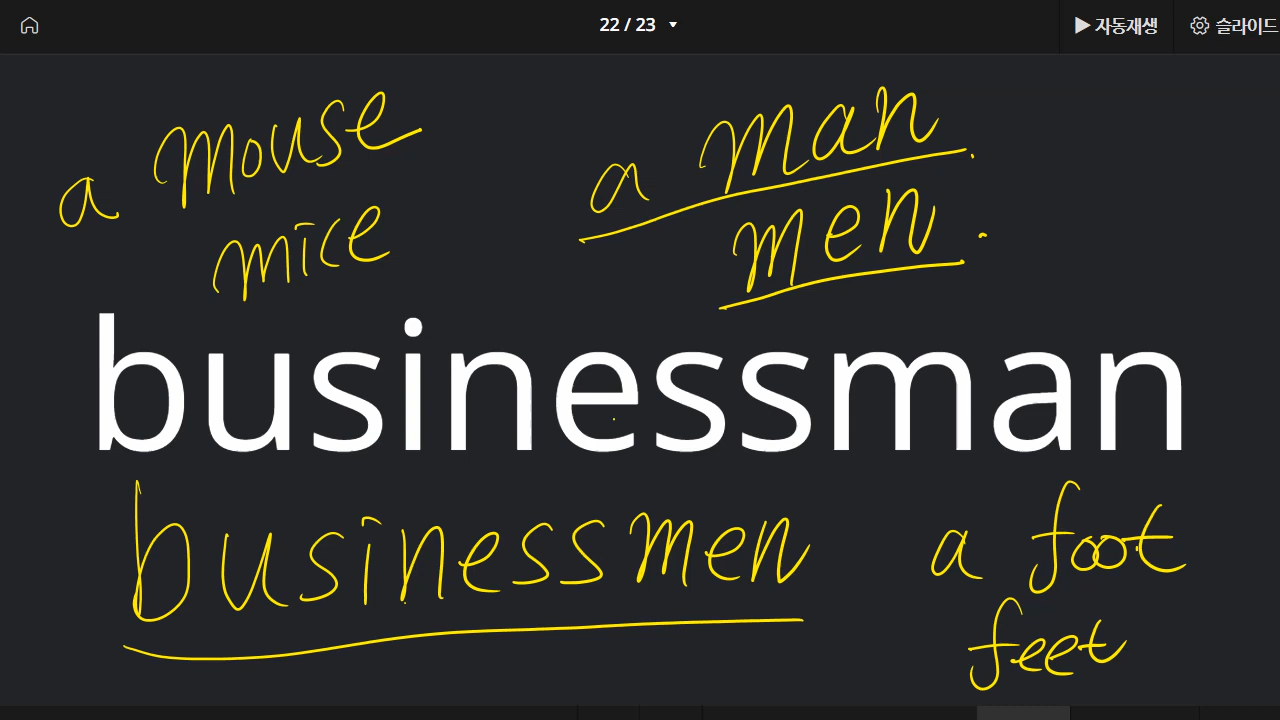 22 / 23
자동재생
슬라이드
a mouse
mice
a man
men
businessman
businessmen
a foot
feet